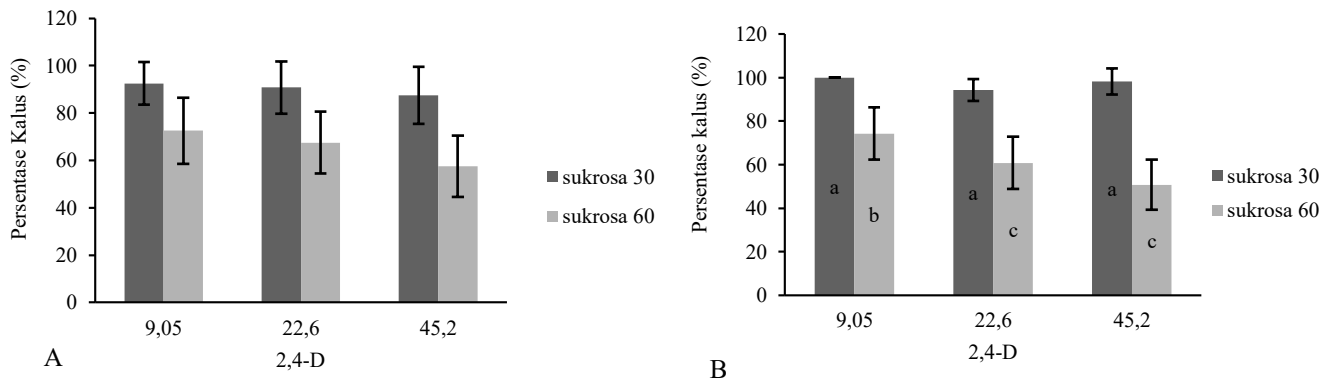 Persentase Kalus (%)
120
100
80
60
40
20
0
9,05
22,6
45,2
2,4-D
sukrosa 30
sukrosa 60
A
Persentase kalus (%)
120
100
80
60
40
20
0
a
b
a
c
a
c
9,05
22,6
45,2
2,4-D
sukrosa 30
sukrosa 60
B